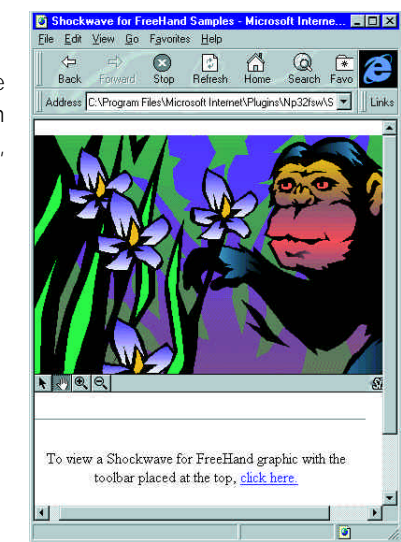 Shockwave for FreeHand Samples - Microsoft Interne...
File Edit View Go Favorites Help
Back Forward Stop Refresh Home Search Favo
Address C:\Program Files\Microsoft Internet\Plugins\Np32fsw\S Links
e
n
,
To view a Shockwave for FreeHand graphic with the
toolbar placed at the top, click here.